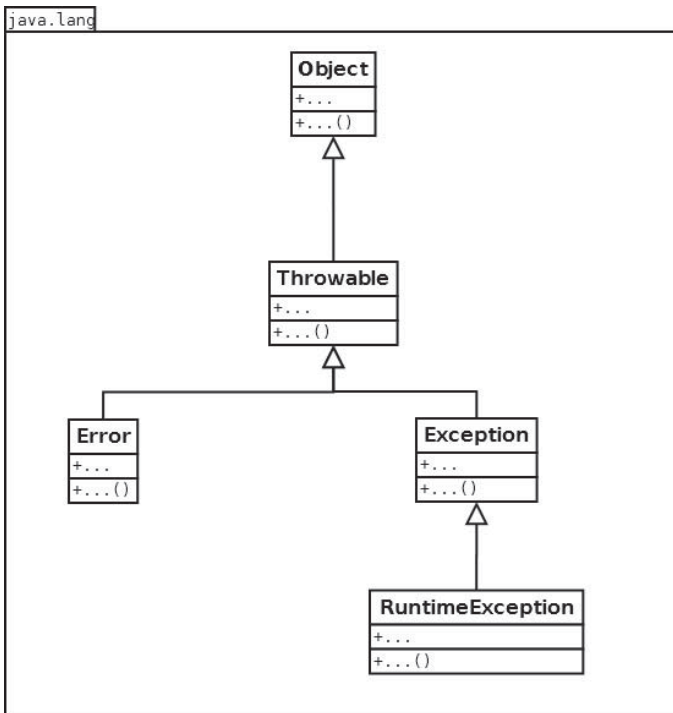 java.lang
Object
+...
+...()
Throwable
+...
+...()
Error
+...
+...()
Exception
+...
+...()
RuntimeException
+...
+...()